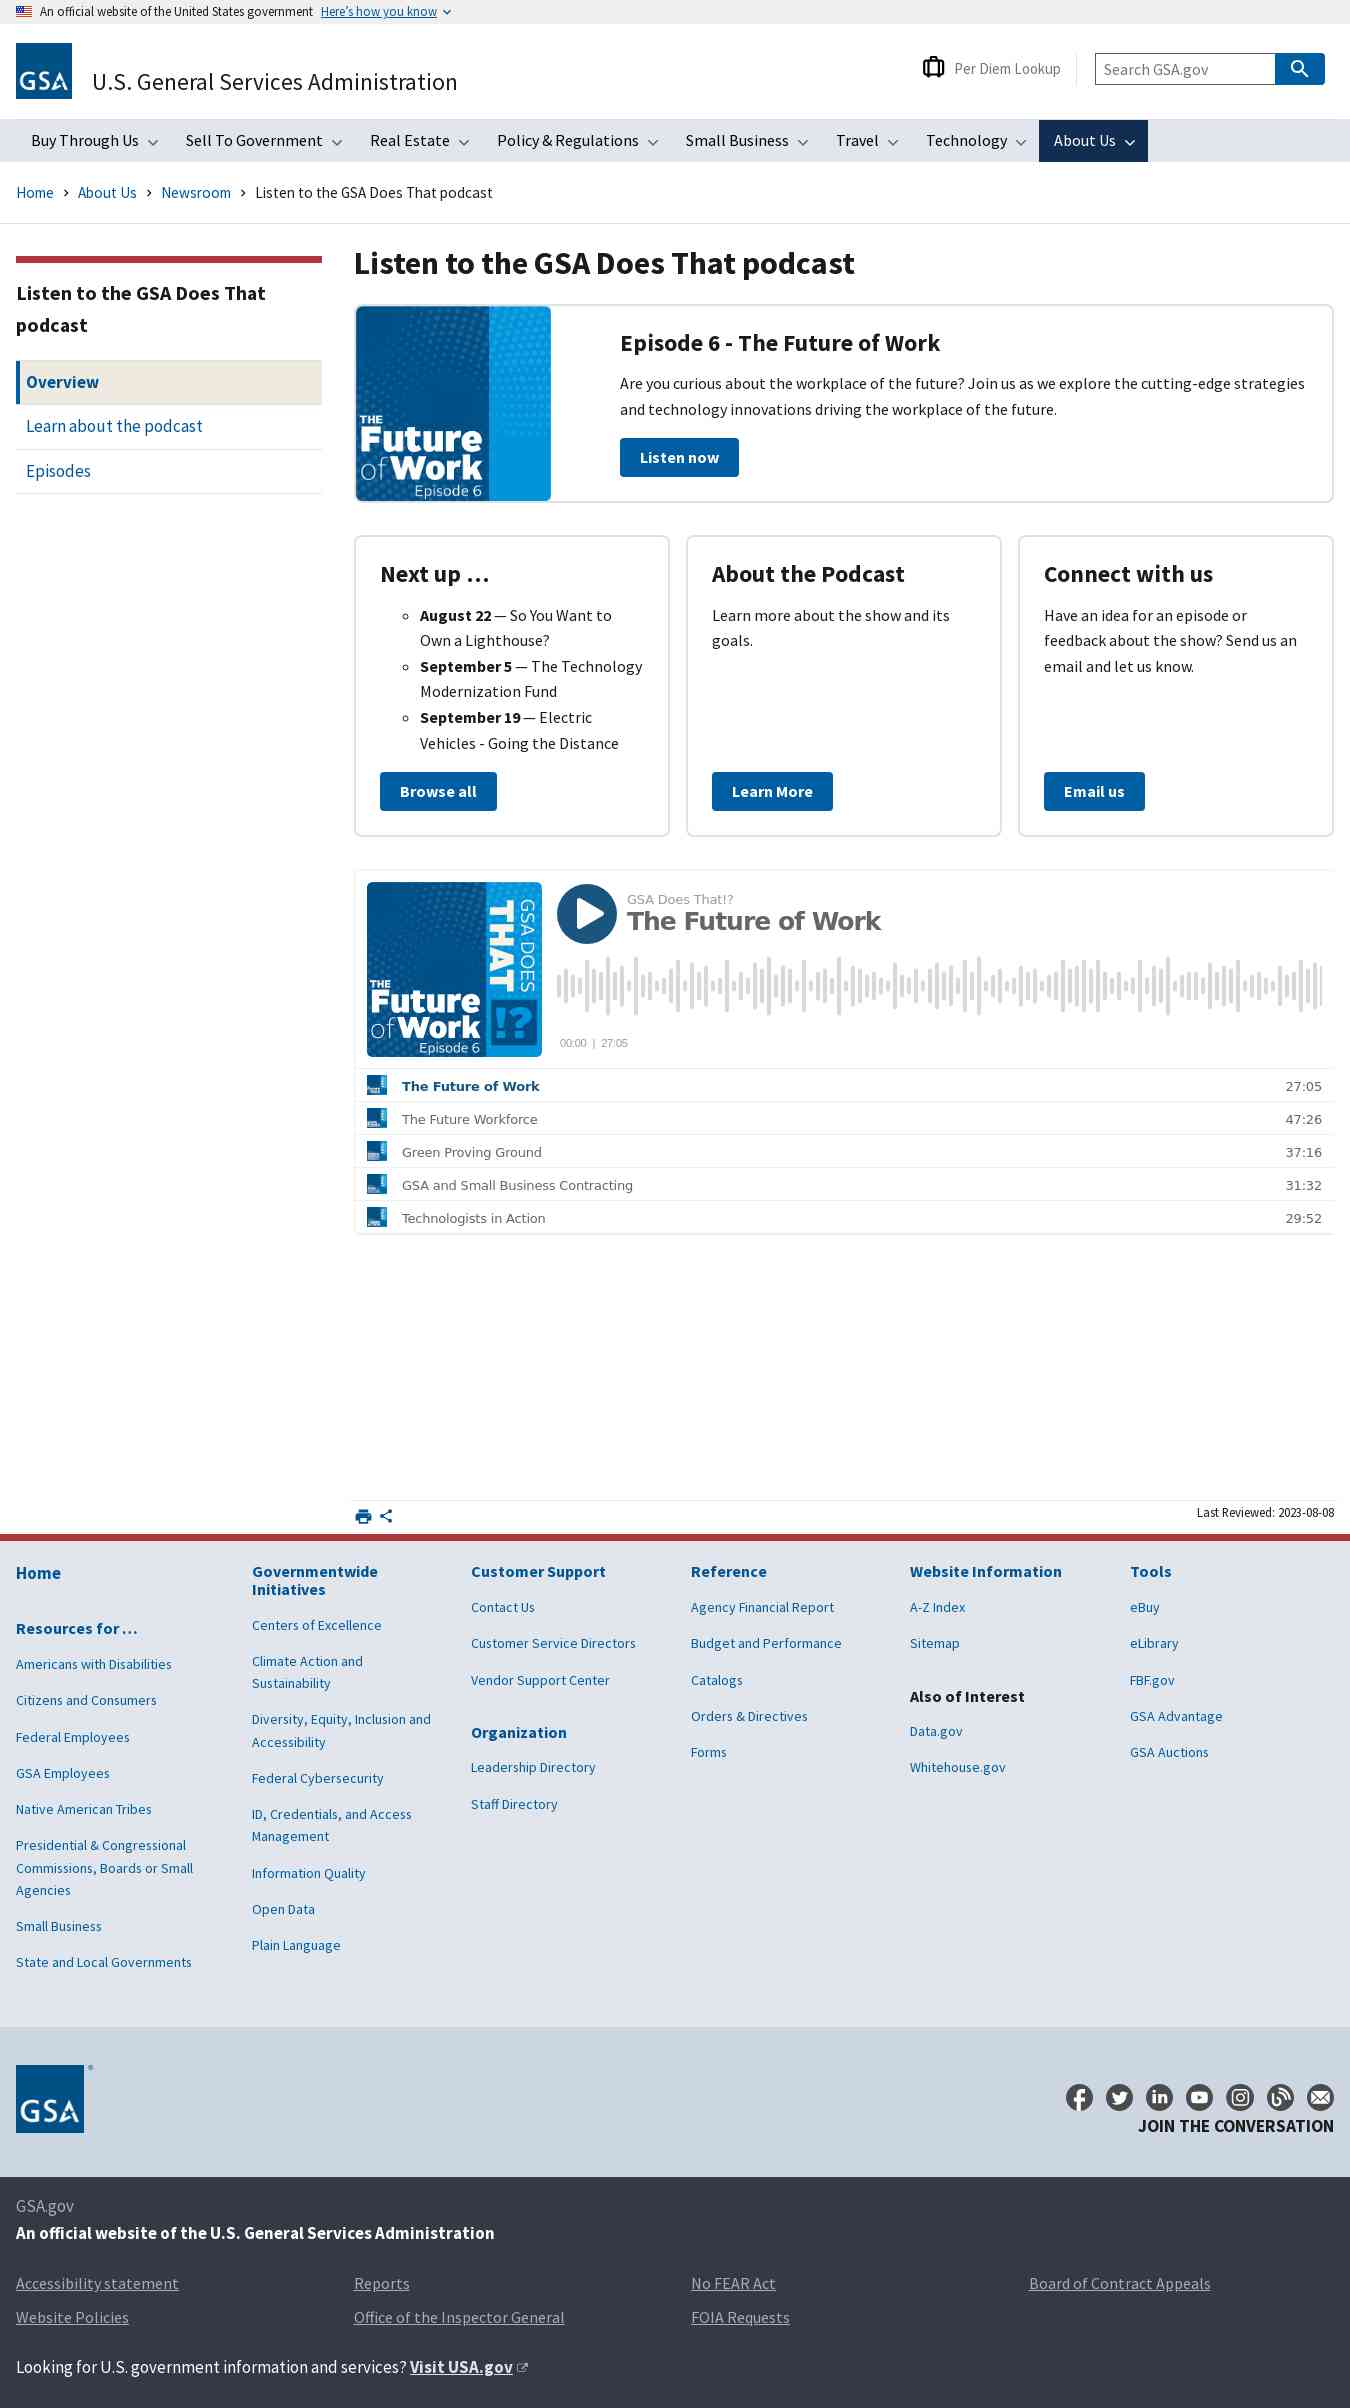 An official website of the United States government Here's how you know
GSA
U.S. General Services Administration
Per Diem Lookup
Search GSA.gov
Buy Through Us
Sell To Government
Real Estate
Policy & Regulations
Small Business
Travel
Technology
About Us
Home
About Us
Newsroom
Listen to the GSA Does That podcast
Listen to the GSA Does That
podcast
Overview
Learn about the podcast
Episodes
Listen to the GSA Does That podcast
THE
Future
of Work
Episode 6
Episode 6 - The Future of Work
Are you curious about the workplace of the future? Join us as we explore the cutting-edge strategies
and technology innovations driving the workplace of the future.
Listen now
Next up …
August 22 — So You Want to
Own a Lighthouse?
September 5 — The Technology
Modernization Fund
September 19 — Electric
Vehicles - Going the Distance
Browse all
About the Podcast
Learn more about the show and its
goals.
Learn More
Connect with us
Have an idea for an episode or
feedback about the show? Send us an
email and let us know.
Email us
THE
Future
of Work
Episode 6
GSA DOES
THAT
!?
GSA Does That!?
The Future of Work
00:00 | 27:05
The Future of Work 27:05
The Future Workforce 47:26
Green Proving Ground 37:16
GSA and Small Business Contracting 31:32
Technologists in Action 29:52
Last Reviewed: 2023-08-08
Home
Resources for …
Americans with Disabilities
Citizens and Consumers
Federal Employees
GSA Employees
Native American Tribes
Presidential & Congressional
Commissions, Boards or Small
Agencies
Small Business
State and Local Governments
Governmentwide
Initiatives
Centers of Excellence
Climate Action and
Sustainability
Diversity, Equity, Inclusion and
Accessibility
Federal Cybersecurity
ID, Credentials, and Access
Management
Information Quality
Open Data
Plain Language
Customer Support
Contact Us
Customer Service Directors
Vendor Support Center
Organization
Leadership Directory
Staff Directory
Reference
Agency Financial Report
Budget and Performance
Catalogs
Orders & Directives
Forms
Website Information
A-Z Index
Sitemap
Also of Interest
Data.gov
Whitehouse.gov
Tools
eBuy
eLibrary
FBF.gov
GSA Advantage
GSA Auctions
GSA ®
JOIN THE CONVERSATION
GSA.gov
An official website of the U.S. General Services Administration
Accessibility statement
Reports
No FEAR Act
Board of Contract Appeals
Website Policies
Office of the Inspector General
FOIA Requests
Looking for U.S. government information and services? Visit USA.gov